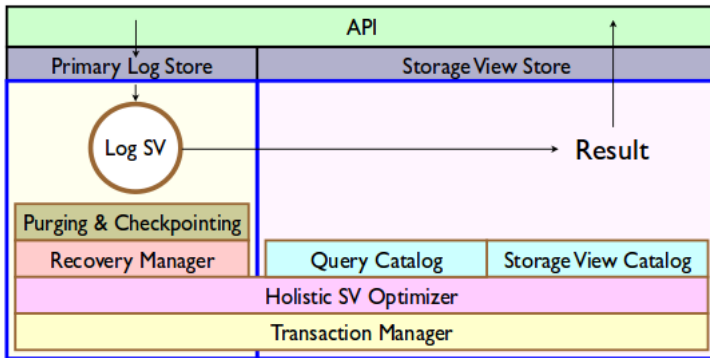 API
Primary Log Store
Storage View Store
Log SV
Result
Purging & Checkpointing
Recovery Manager
Query Catalog
Storage View Catalog
Holistic SV Optimizer
Transaction Manager